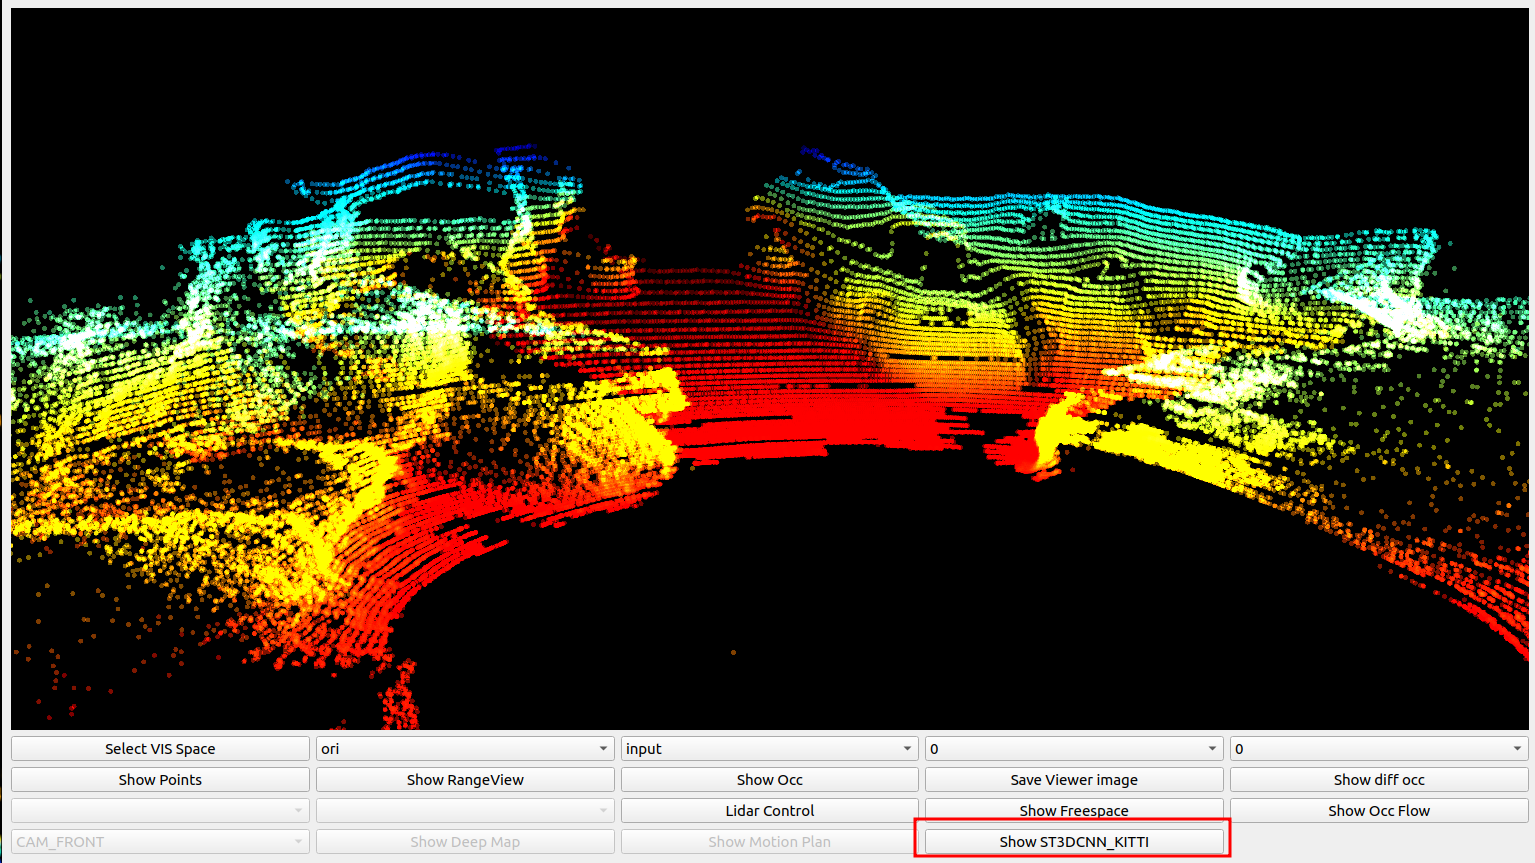 Select VIS Space ori input 0 0
Show Points Show RangeView Show Occ Save Viewer image Show diff occ
Lidar Control Show Freespace Show Occ Flow
CAM_FRONT Show Deep Map Show Motion Plan Show ST3DCNN_KITTI